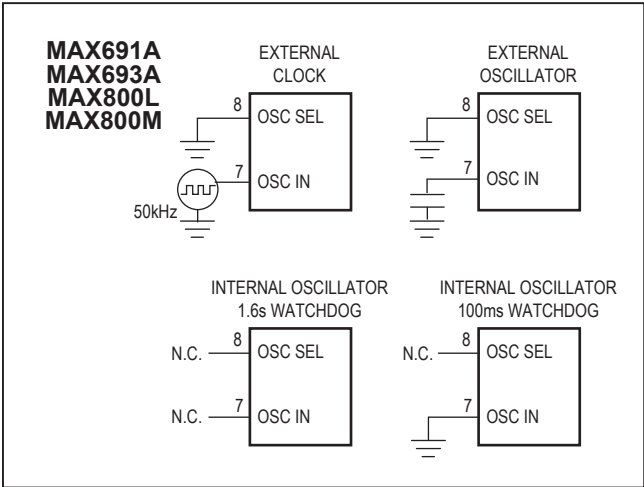 MAX691A
MAX693A
MAX800L
MAX800M
EXTERNAL
CLOCK
8
OSC SEL
7
OSC IN
50kHz
EXTERNAL
OSCILLATOR
8
OSC SEL
7
OSC IN
INTERNAL OSCILLATOR
1.6s WATCHDOG
N.C.
8
OSC SEL
N.C.
7
OSC IN
INTERNAL OSCILLATOR
100ms WATCHDOG
N.C.
8
OSC SEL
7
OSC IN